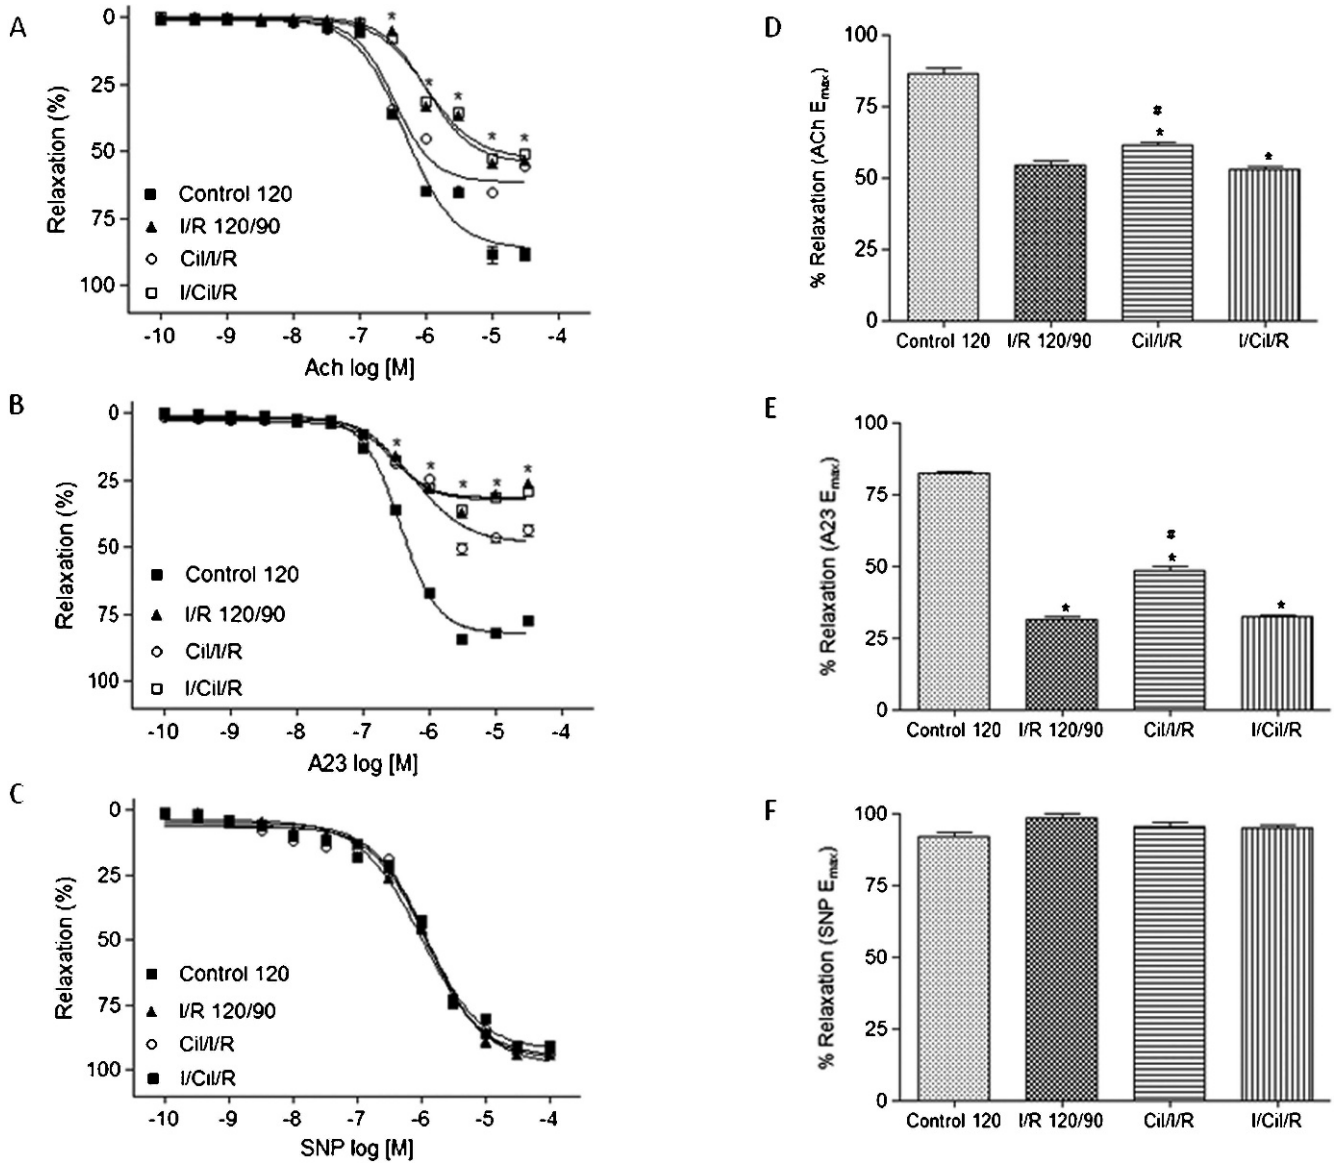 A
0
25
50
75
100
Relaxation (%)
*
*
*
*
*
Control 120
I/R 120/90
Cil/I/R
I/Cil/R
-10 -9 -8 -7 -6 -5 -4
Ach log [M]
D
100
75
50
25
0
% Relaxation (ACh Emax)
#
*
*
Control 120 I/R 120/90 Cil/I/R I/Cil/R
B
0
25
50
75
100
Relaxation (%)
*
*
*
*
*
Control 120
I/R 120/90
Cil/I/R
I/Cil/R
-10 -9 -8 -7 -6 -5 -4
A23 log [M]
E
100
75
50
25
0
% Relaxation (A23 Emax)
*
#
*
*
Control 120 I/R 120/90 Cil/I/R I/Cil/R
C
0
25
50
75
100
Relaxation (%)
Control 120
I/R 120/90
Cil/I/R
I/Cil/R
-10 -9 -8 -7 -6 -5 -4
SNP log [M]
F
100
75
50
25
0
% Relaxation (SNP Emax)
Control 120 I/R 120/90 Cil/I/R I/Cil/R